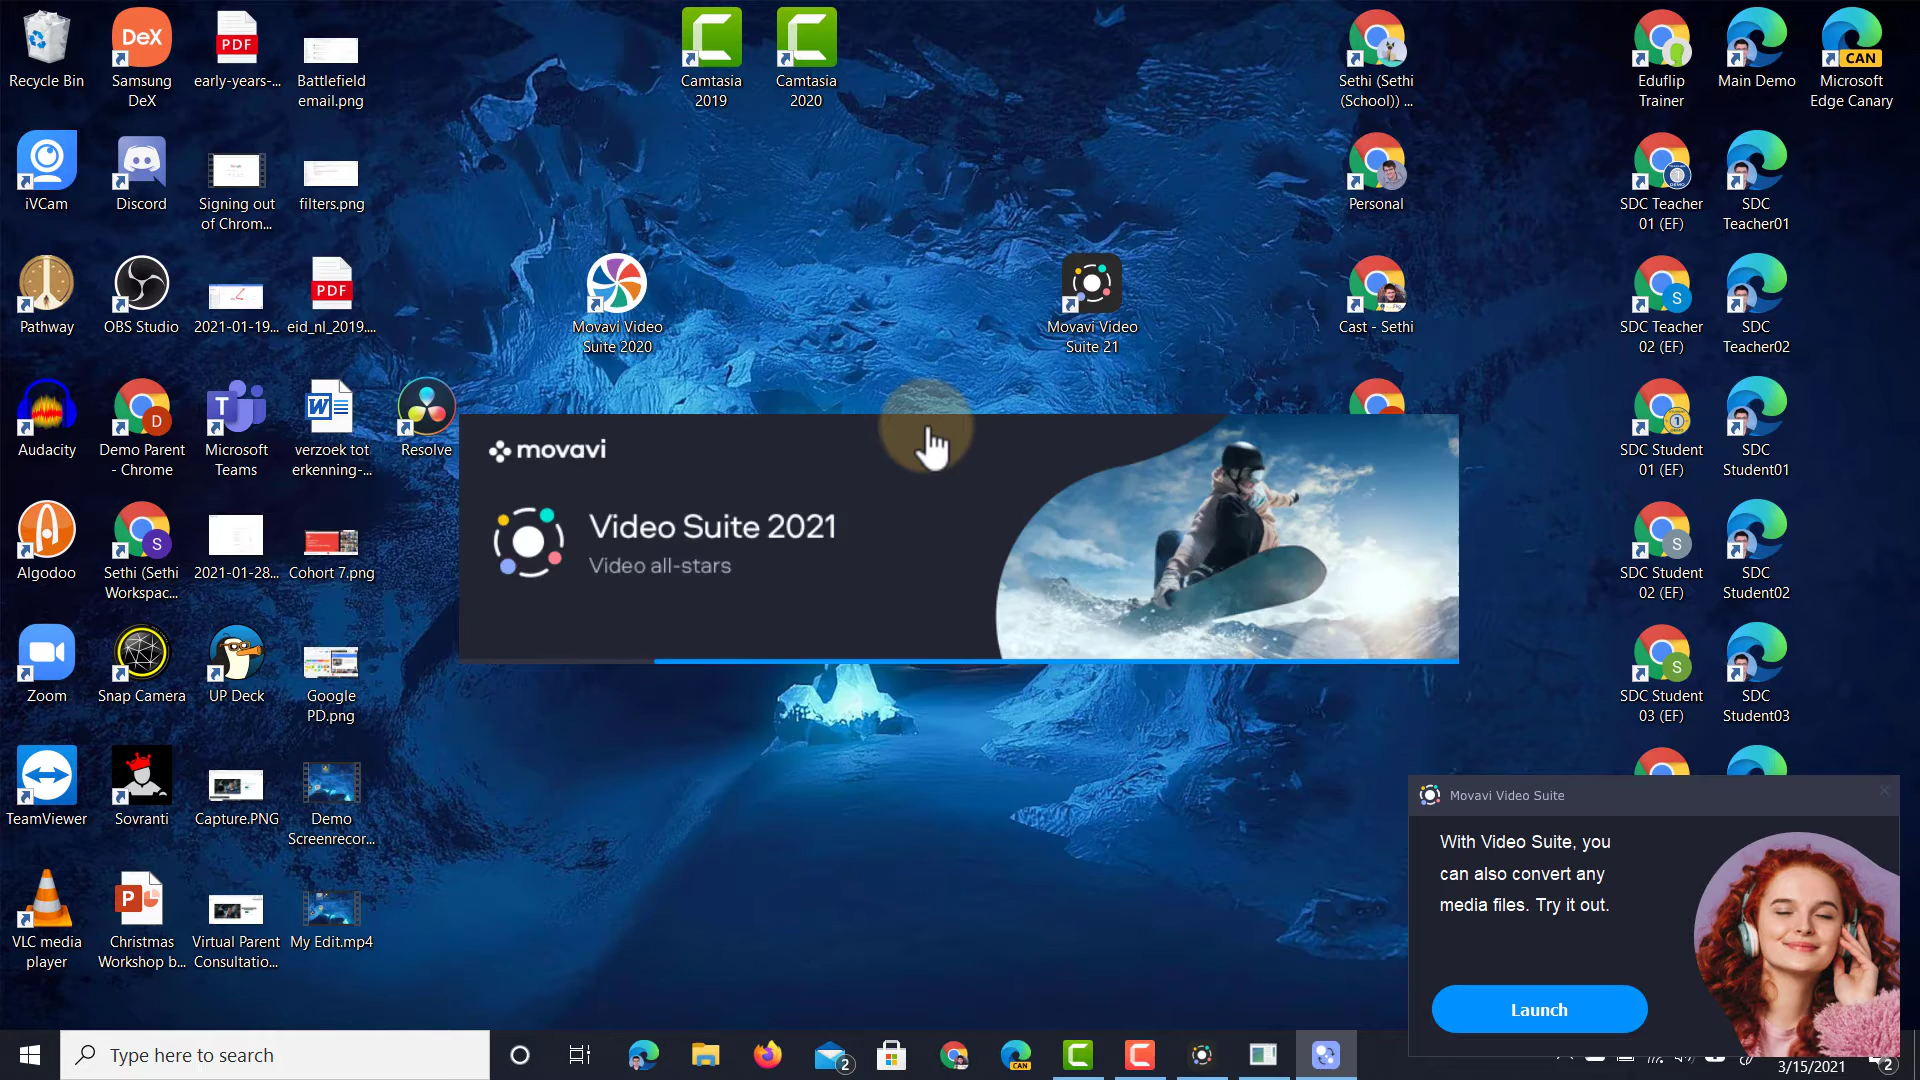 Recycle Bin
DeX
Samsung
DeX
PDF
early-years-...
Battlefield
email.png
Camtasia
2019
Camtasia
2020
Sethi (Sethi
(School)) ...
Eduflip
Trainer
Main Demo
CAN
Microsoft
Edge Canary
iVCam
Discord
Signing out
of Chrom...
filters.png
Personal
SDC Teacher
01 (EF)
SDC
Teacher01
Pathway
OBS Studio
2021-01-19...
PDF
eid_nl_2019....
Movavi Video
Suite 2020
Movavi Video
Suite 21
Cast - Sethi
S
SDC Teacher
02 (EF)
SDC
Teacher02
Audacity
D
Demo Parent
- Chrome
T
Microsoft
Teams
W
verzoek tot
erkenning-...
Resolve
1
SDC Student
01 (EF)
SDC
Student01
movavi
Video Suite 2021
Video all-stars
Algodoo
S
Sethi (Sethi
Workspac...
2021-01-28...
Cohort 7.png
S
SDC Student
02 (EF)
SDC
Student02
Zoom
Snap Camera
UP Deck
Google
PD.png
S
SDC Student
03 (EF)
SDC
Student03
TeamViewer
Sovranti
Capture.PNG
Demo
Screenrecor...
VLC media
player
P
Christmas
Workshop b...
Virtual Parent
Consultatio...
My Edit.mp4
Movavi Video Suite
With Video Suite, you
can also convert any
media files. Try it out.
Launch
Type here to search
2
CAN
3/15/2021
2